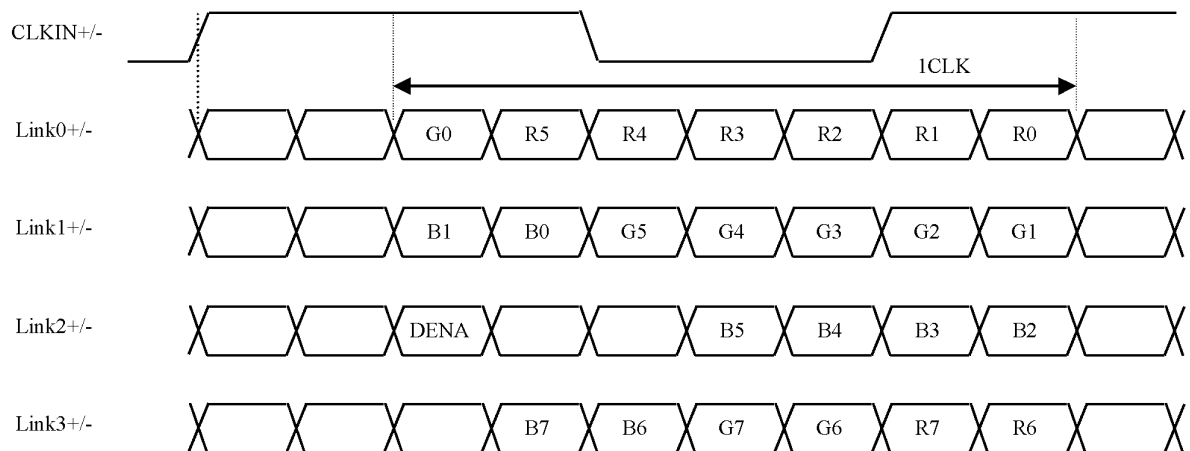 CLKIN+/-
1CLK
Link0+/- G0 R5 R4 R3 R2 R1 R0
Link1+/- B1 B0 G5 G4 G3 G2 G1
Link2+/- DENA B5 B4 B3 B2
Link3+/- B7 B6 G7 G6 R7 R6